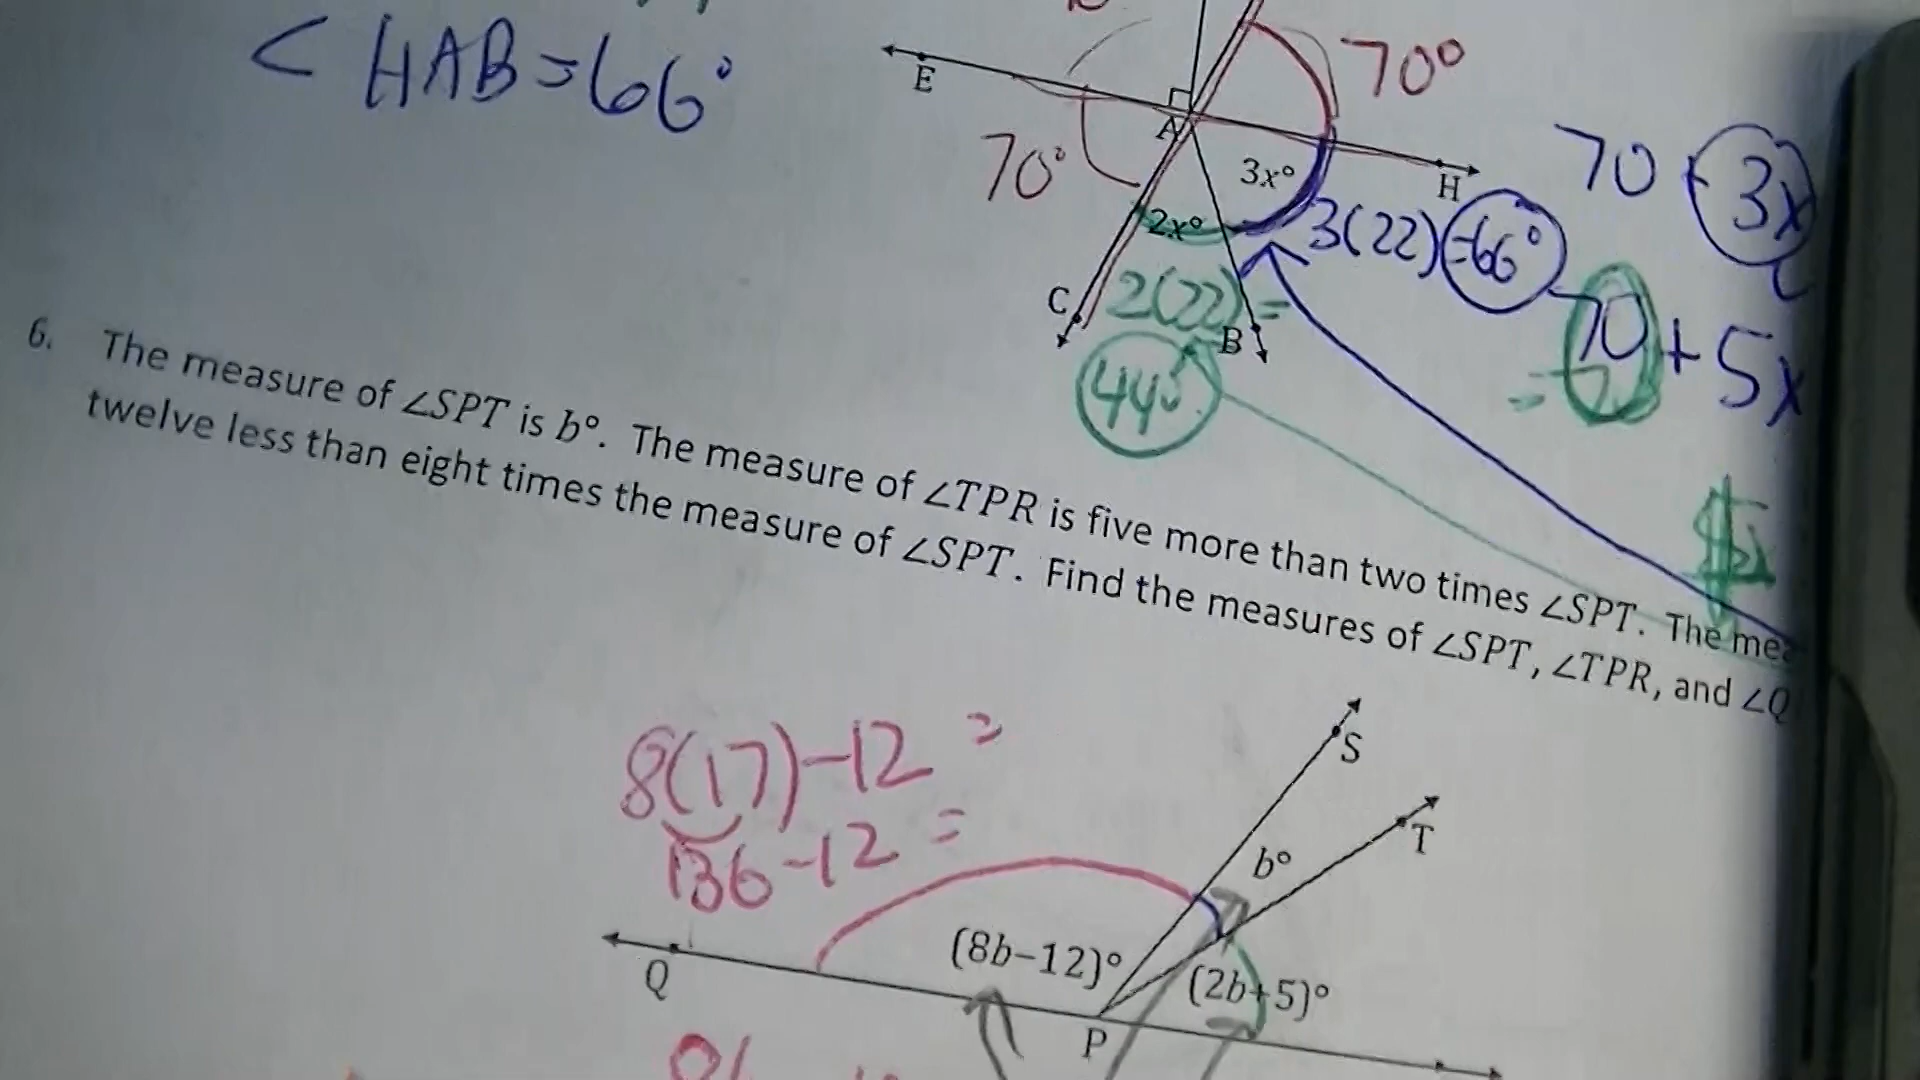 < HAB = 66°
70°
E
A
70°
3x°
H
70 + 3x
2x°
3(22) = 66°
C
2(22) =
B
70 + 5x
44°
6. The measure of ∠SPT is b°. The measure of ∠TPR is five more than two times ∠SPT. The mea
twelve less than eight times the measure of ∠SPT. Find the measures of ∠SPT, ∠TPR, and ∠Q
8(17)-12 =
136-12 =
S
T
b°
(8b-12)°
(2b+5)°
Q
P